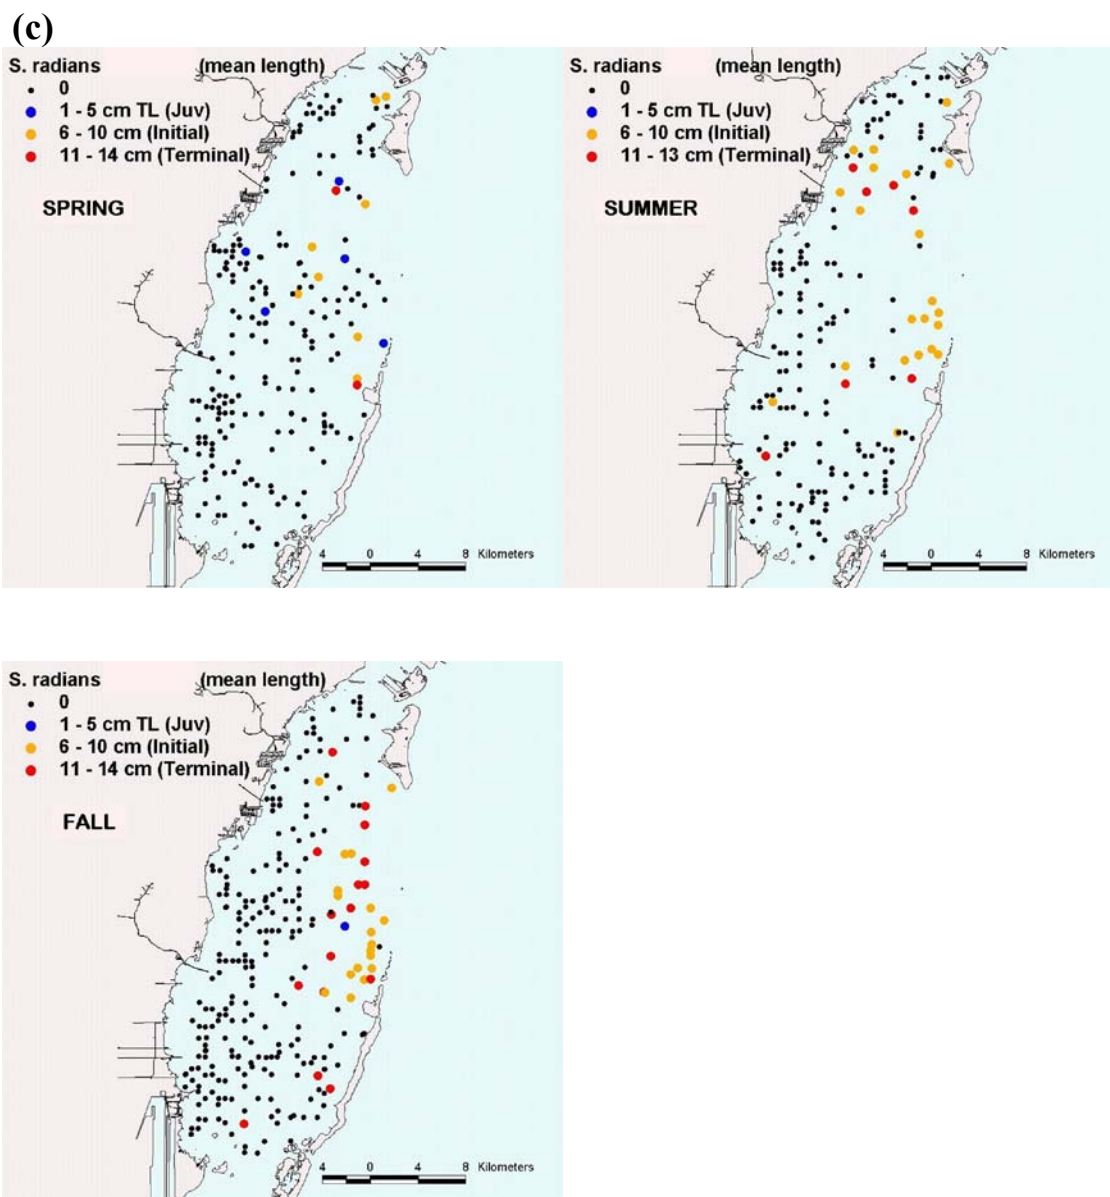 (c)
S. radians (mean length)
0
1 - 5 cm TL (Juv)
6 - 10 cm (Initial)
11 - 14 cm (Terminal)
SPRING
4 0 4 8 Kilometers
S. radians (mean length)
0
1 - 5 cm TL (Juv)
6 - 10 cm (Initial)
11 - 13 cm (Terminal)
SUMMER
4 0 4 8 Kilometers
S. radians (mean length)
0
1 - 5 cm TL (Juv)
6 - 10 cm (Initial)
11 - 14 cm (Terminal)
FALL
4 0 4 8 Kilometers